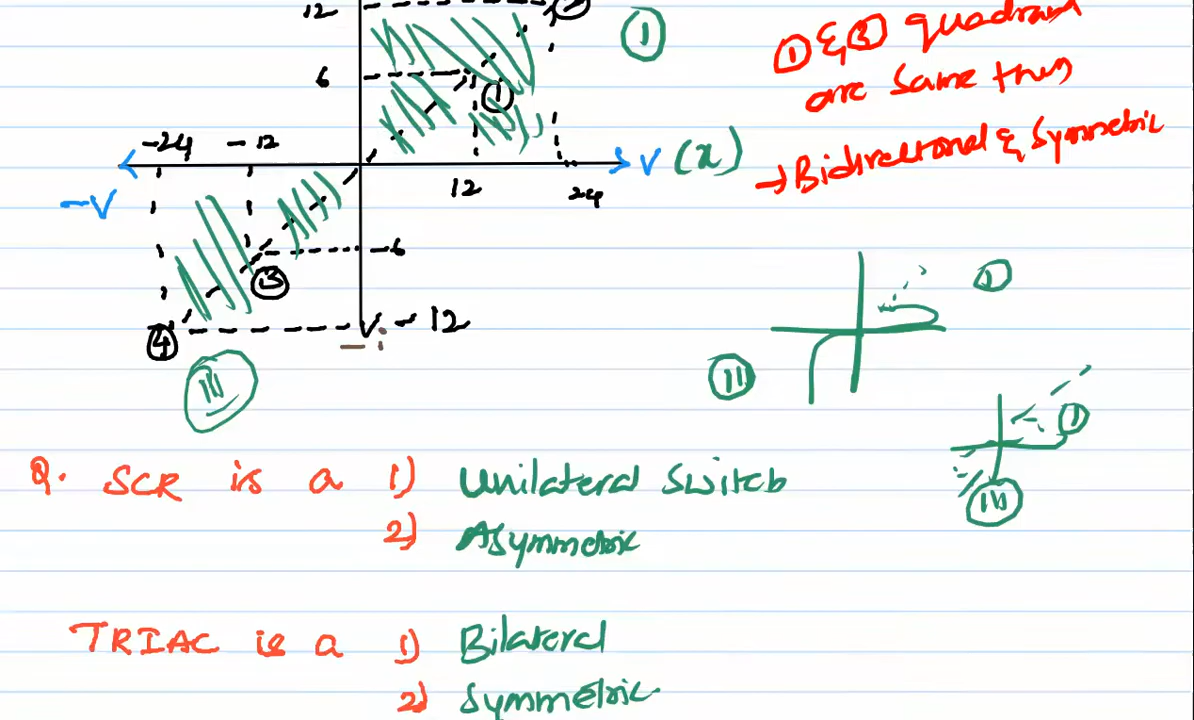 12
①
① & ③ quadrant
are same thus
→ Bidirectional & Symmetric
6
①
-24 -12
V (x)
-V
12 24
-6
③
-12
④
III
①
III
①
III
Q. SCR is a 1) Unilateral Switch
2) Asymmetric
TRIAC is a 1) Bilateral
2) Symmetric